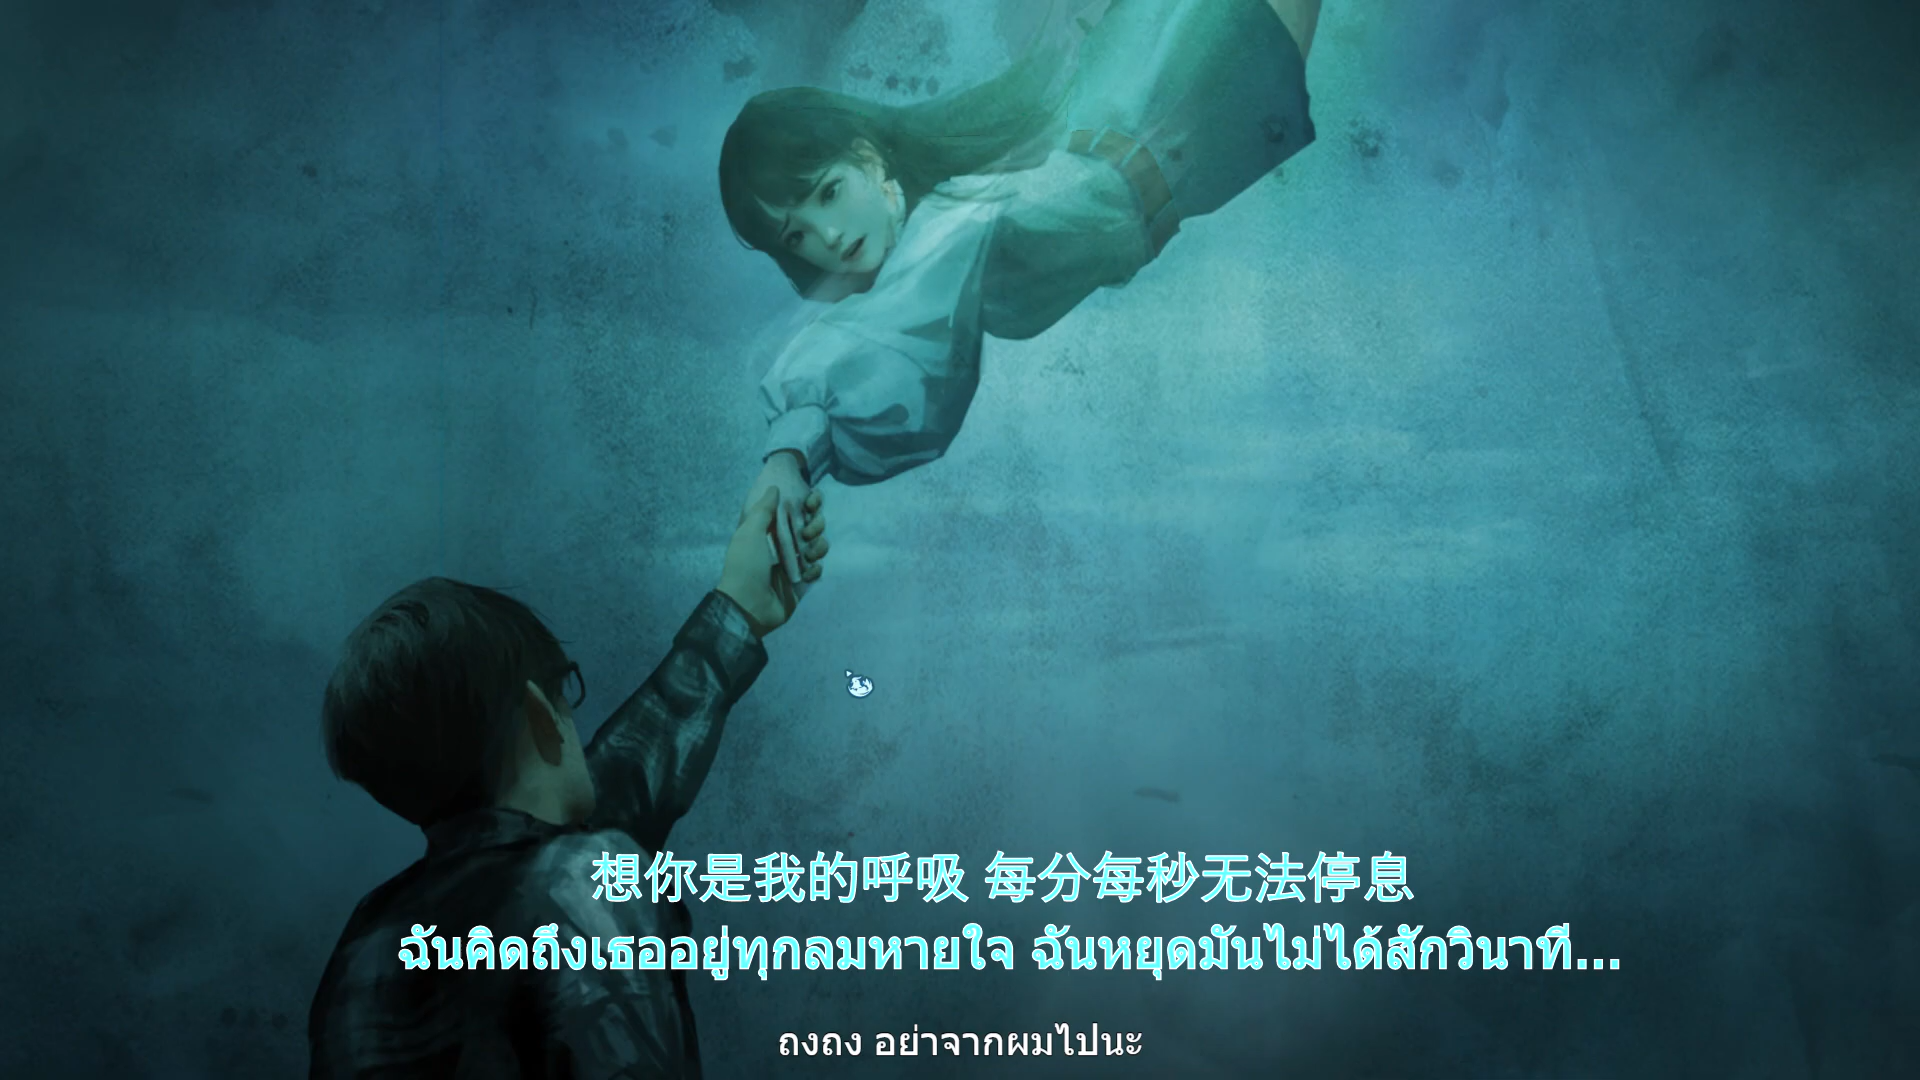 想你是我的呼吸 每分每秒无法停息
ฉันคิดถึงเธออยู่ทุกลมหายใจ ฉันหยุดมันไม่ได้สักวินาที...
ถงถง อย่าจากผมไปนะ